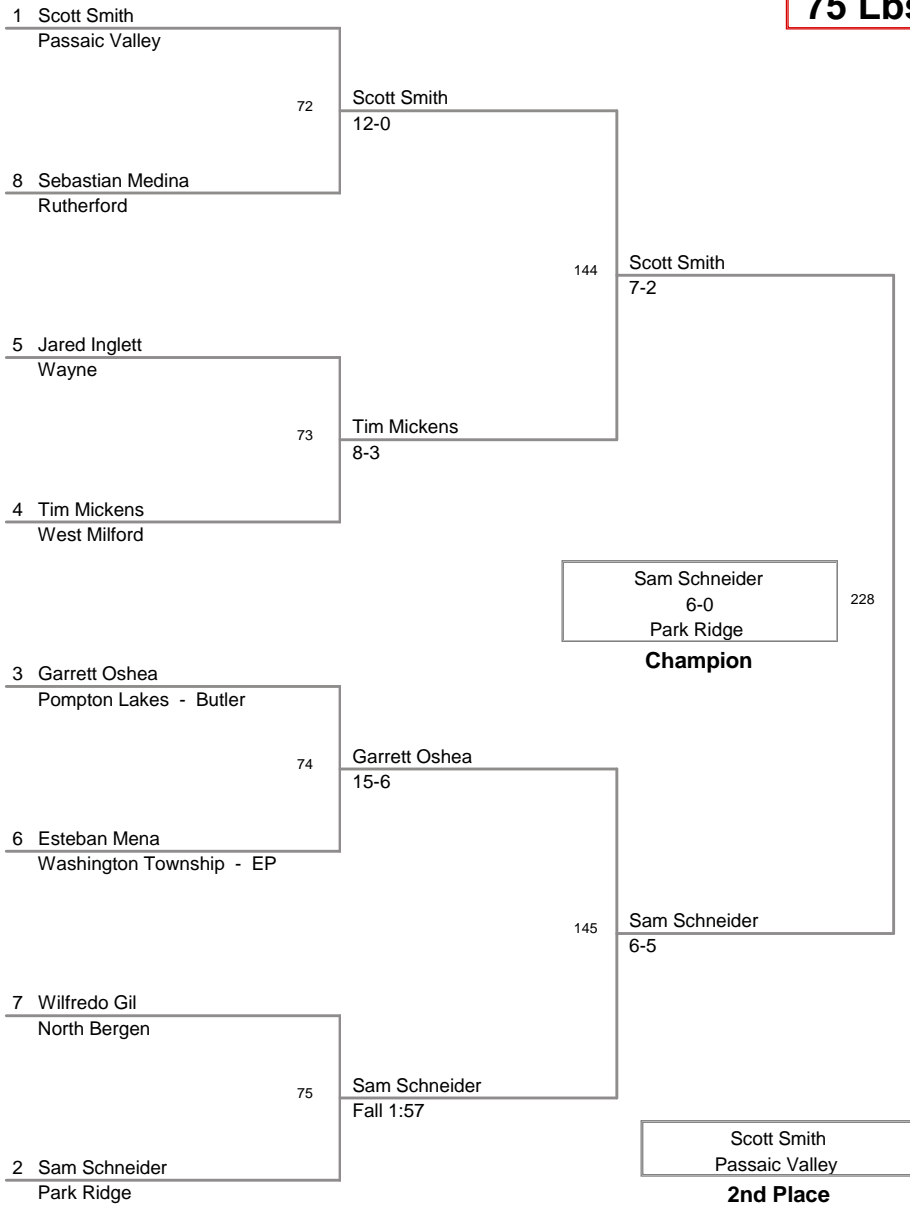 75 Lbs
1 Scott Smith
Passaic Valley
72
Scott Smith
12-0
8 Sebastian Medina
Rutherford
144
Scott Smith
7-2
5 Jared Inglett
Wayne
73
Tim Mickens
8-3
4 Tim Mickens
West Milford
Sam Schneider
6-0
Park Ridge
228
Champion
3 Garrett Oshea
Pompton Lakes - Butler
74
Garrett Oshea
15-6
6 Esteban Mena
Washington Township - EP
145
Sam Schneider
6-5
7 Wilfredo Gil
North Bergen
75
Sam Schneider
Fall 1:57
2 Sam Schneider
Park Ridge
Scott Smith
Passaic Valley
2nd Place